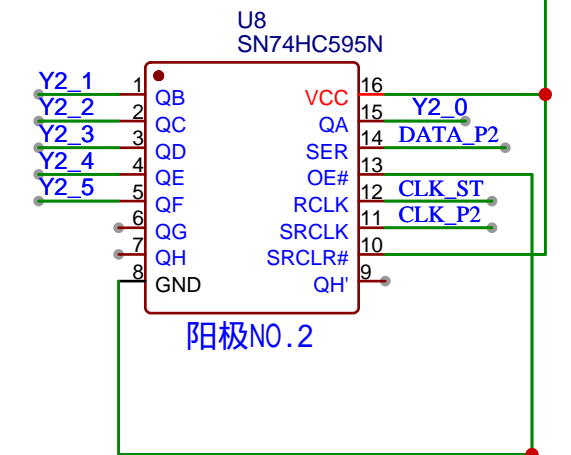 U8
SN74HC595N
Y2_1 1 QB VCC 16
Y2_2 2 QC QA 15 Y2_0
Y2_3 3 QD SER 14 DATA_P2
Y2_4 4 QE OE# 13
Y2_5 5 QF RCLK 12 CLK_ST
6 QG SRCLK 11 CLK_P2
7 QH SRCLR# 10
8 GND QH' 9
阳极NO.2